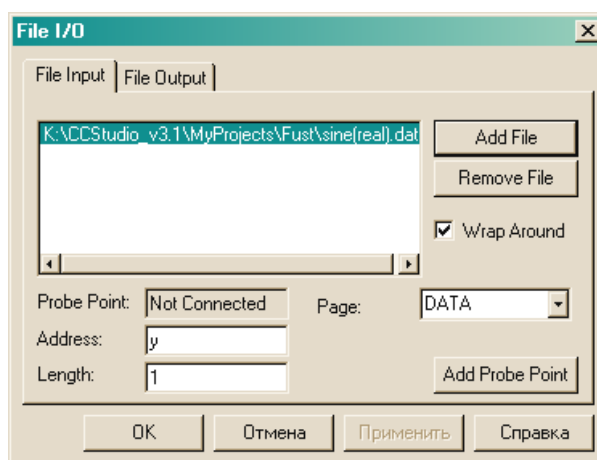 File I/O
File Input File Output
K:\CCStudio_v3.1\MyProjects\Fust\sine(real).dat
Add File
Remove File
Wrap Around
Probe Point: Not Connected Page: DATA
Address: y
Length: 1 Add Probe Point
OK Отмена Применить Справка